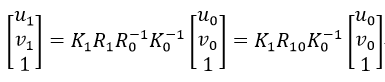 [u₁ v₁ 1] = K₁R₁R₀⁻¹K₀⁻¹ [u₀ v₀ 1] = K₁R₁₀K₀⁻¹ [u₀ v₀ 1].